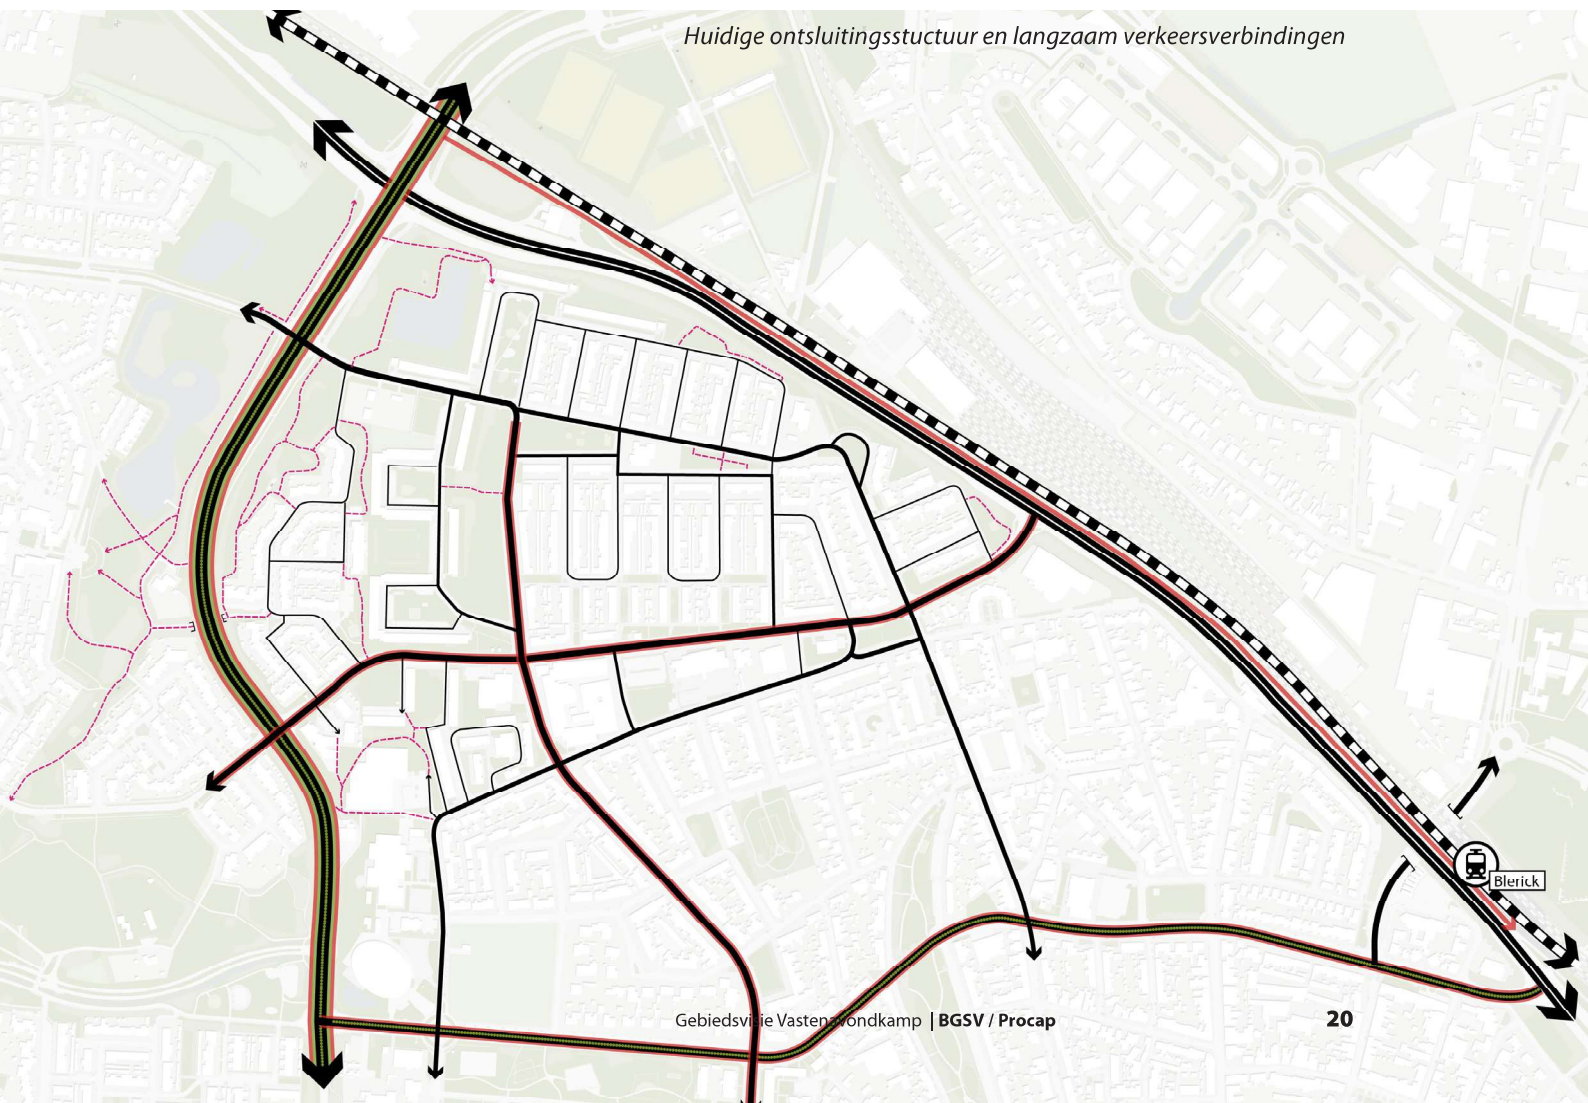 Huidige ontsluitingsstuctuur en langzaam verkeersverbindingen
Blerick
Gebiedsvisie Vastenavondkamp | BGSV / Procap
20